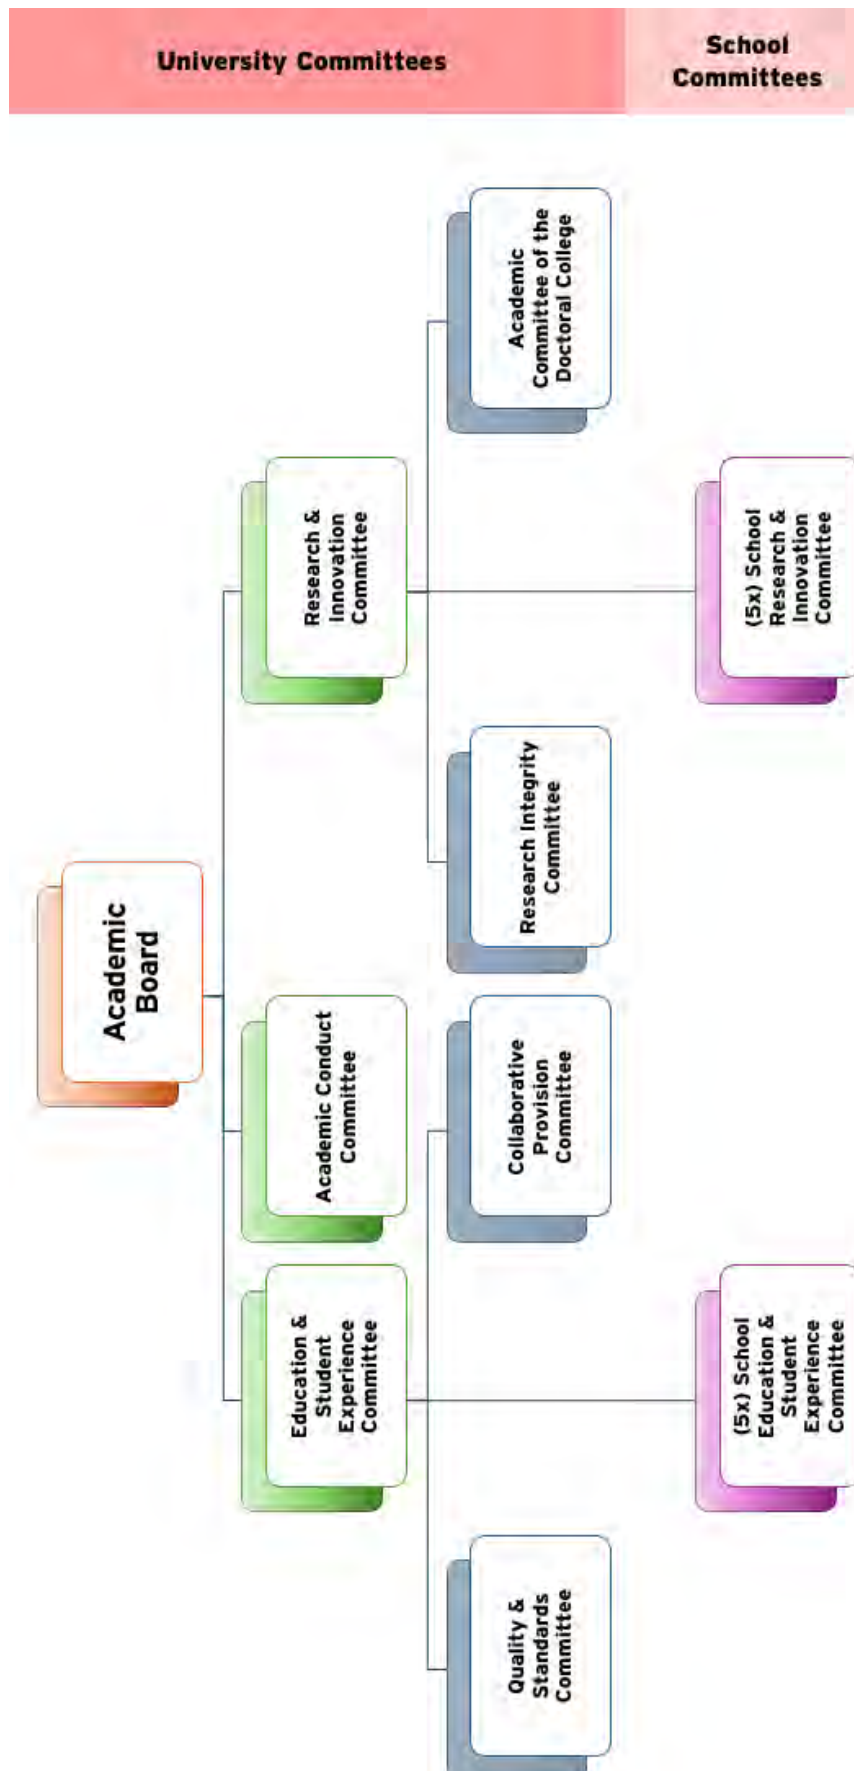 University Committees
School
Committees
Academic
Board
Education &
Student
Experience
Committee
Academic Conduct
Committee
Research &
Innovation
Committee
Quality &
Standards
Committee
Collaborative
Provision
Committee
Research Integrity
Committee
Academic
Committee of the
Doctoral College
(5x) School
Education &
Student
Experience
Committee
(5x) School
Research &
Innovation
Committee